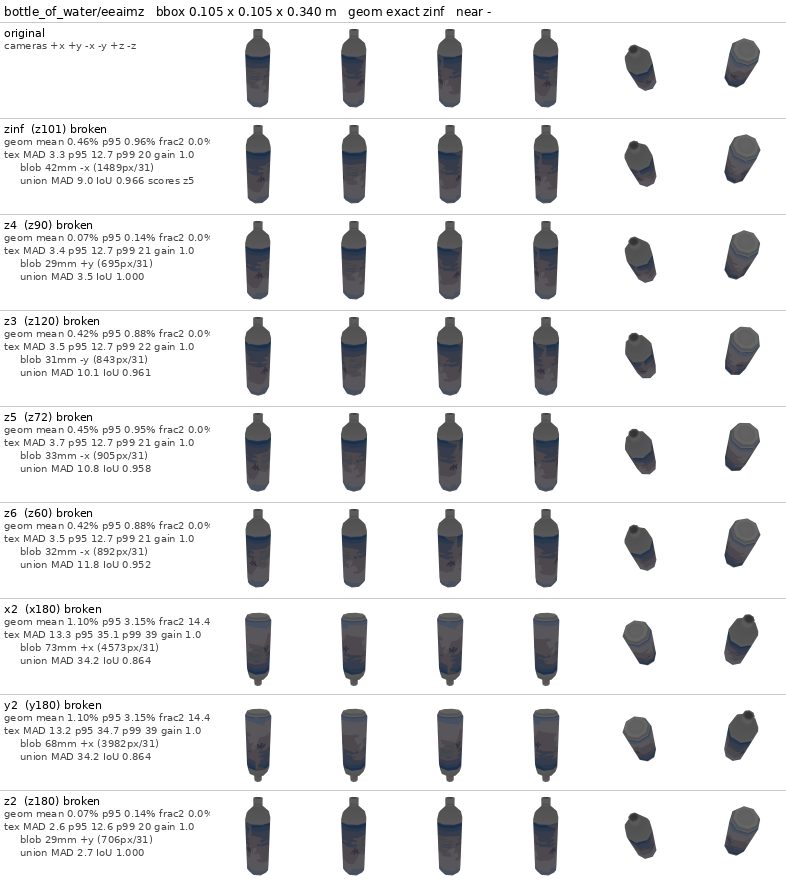 bottle_of_water/eeaimz bbox 0.105 x 0.105 x 0.340 m geom exact zinf near -
original
cameras +x +y -x -y +z -z
zinf (z101) broken
geom mean 0.46% p95 0.96% frac2 0.0%
tex MAD 3.3 p95 12.7 p99 20 gain 1.0
blob 42mm -x (1489px/31)
union MAD 9.0 IoU 0.966 scores z5
z4 (z90) broken
geom mean 0.07% p95 0.14% frac2 0.0%
tex MAD 3.4 p95 12.7 p99 21 gain 1.0
blob 29mm +y (695px/31)
union MAD 3.5 IoU 1.000
z3 (z120) broken
geom mean 0.42% p95 0.88% frac2 0.0%
tex MAD 3.5 p95 12.7 p99 22 gain 1.0
blob 31mm -y (843px/31)
union MAD 10.1 IoU 0.961
z5 (z72) broken
geom mean 0.45% p95 0.95% frac2 0.0%
tex MAD 3.7 p95 12.7 p99 21 gain 1.0
blob 33mm -x (905px/31)
union MAD 10.8 IoU 0.958
z6 (z60) broken
geom mean 0.42% p95 0.88% frac2 0.0%
tex MAD 3.5 p95 12.7 p99 21 gain 1.0
blob 32mm -x (892px/31)
union MAD 11.8 IoU 0.952
x2 (x180) broken
geom mean 1.10% p95 3.15% frac2 14.4
tex MAD 13.3 p95 35.1 p99 39 gain 1.0
blob 73mm +x (4573px/31)
union MAD 34.2 IoU 0.864
y2 (y180) broken
geom mean 1.10% p95 3.15% frac2 14.4
tex MAD 13.2 p95 34.7 p99 39 gain 1.0
blob 68mm +x (3982px/31)
union MAD 34.2 IoU 0.864
z2 (z180) broken
geom mean 0.07% p95 0.14% frac2 0.0%
tex MAD 2.6 p95 12.6 p99 20 gain 1.0
blob 29mm +y (706px/31)
union MAD 2.7 IoU 1.000